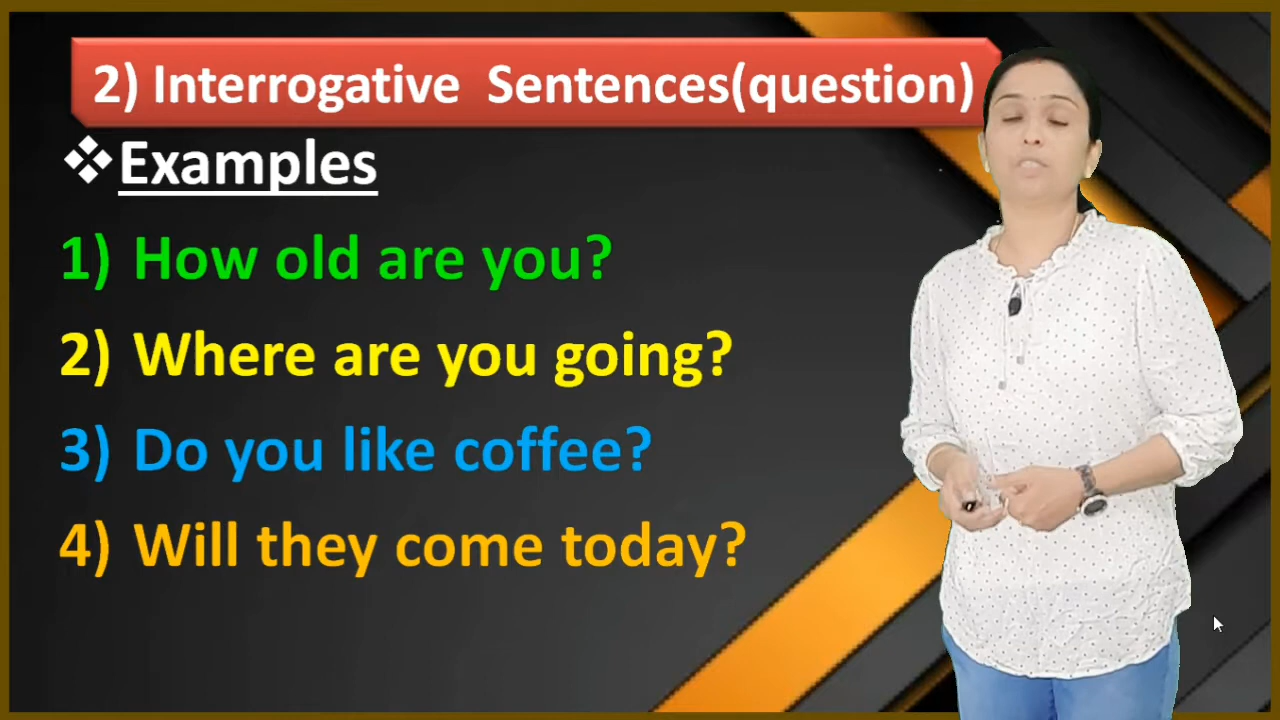 2) Interrogative Sentences(question)
❖Examples
1) How old are you?
2) Where are you going?
3) Do you like coffee?
4) Will they come today?